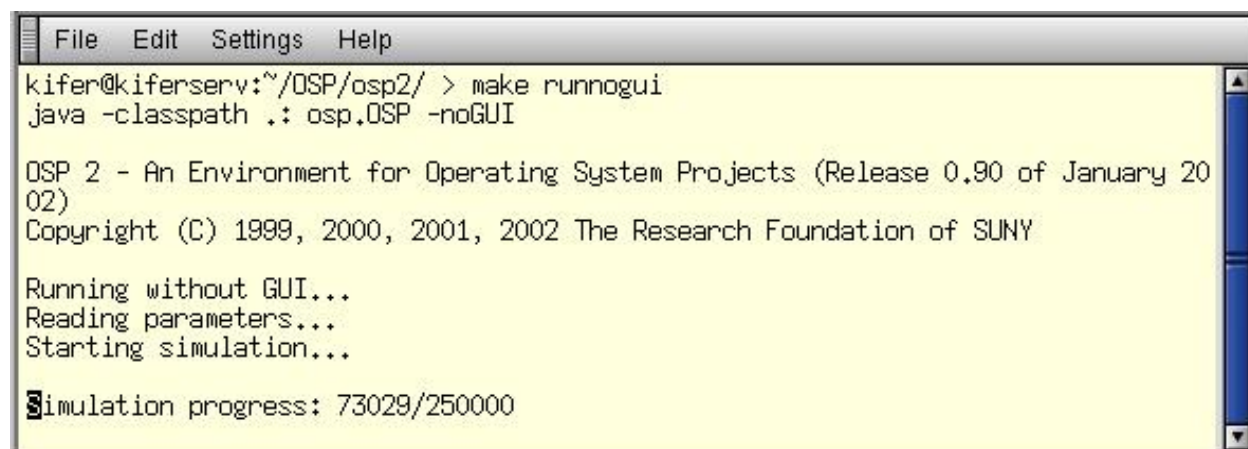 File Edit Settings Help
kifer@kiferserv:~/OSP/osp2/ > make runnogui
java -classpath .: osp.OSP -noGUI
OSP 2 - An Environment for Operating System Projects (Release 0.90 of January 20
02)
Copyright (C) 1999, 2000, 2001, 2002 The Research Foundation of SUNY
Running without GUI...
Reading parameters...
Starting simulation...
Simulation progress: 73029/250000